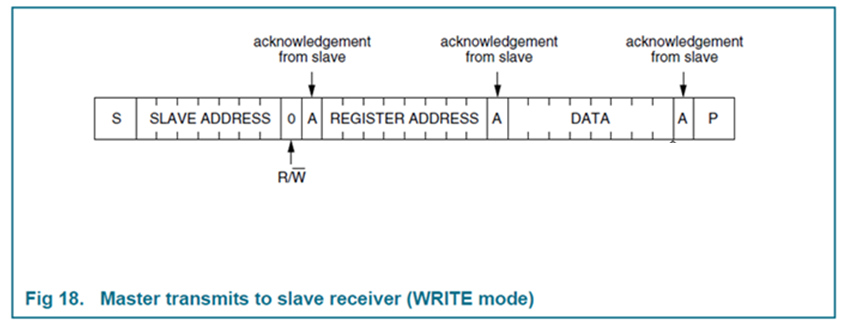 acknowledgement acknowledgement acknowledgement
from slave from slave from slave
S SLAVE ADDRESS 0 A REGISTER ADDRESS A DATA A P
R/W̅
Fig 18. Master transmits to slave receiver (WRITE mode)